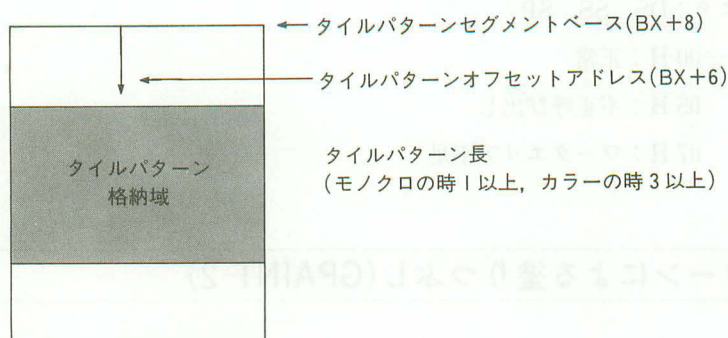 タイルパターンセグメントベース(BX+8)
タイルパターンオフセットアドレス(BX+6)
タイルパターン
格納域
タイルパターン長
(モノクロの時1以上,カラーの時3以上)